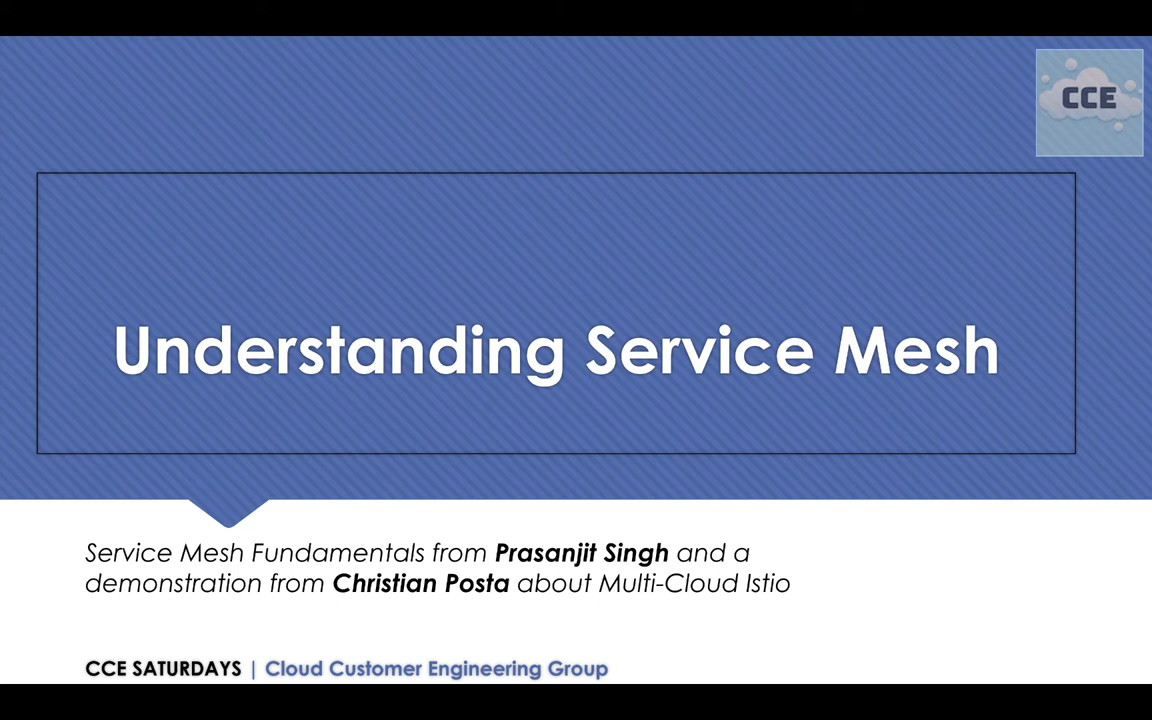 CCE
Understanding Service Mesh
Service Mesh Fundamentals from Prasanjit Singh and a
demonstration from Christian Posta about Multi-Cloud Istio
CCE SATURDAYS | Cloud Customer Engineering Group